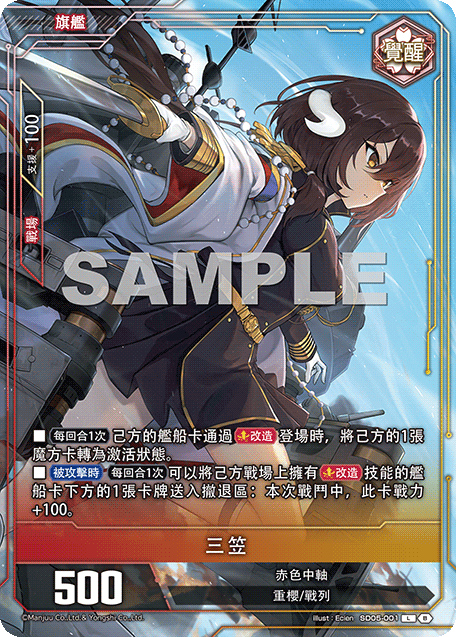 旗艦
覺醒
支援+100
戰場
SAMPLE
■ 每回合1次 己方的艦船卡通過 改造 登場時，將己方的1張
魔方卡轉為激活狀態。
■ 被攻擊時 每回合1次 可以將己方戰場上擁有 改造 技能的艦
船卡下方的1張卡牌送入撤退區：本次戰鬥中，此卡戰力
+100。
三笠
500
赤色中軸
重櫻/戰列
©Manjuu Co.,Ltd. & Yongshi Co.,Ltd. illust : Ecien SD05-001 L